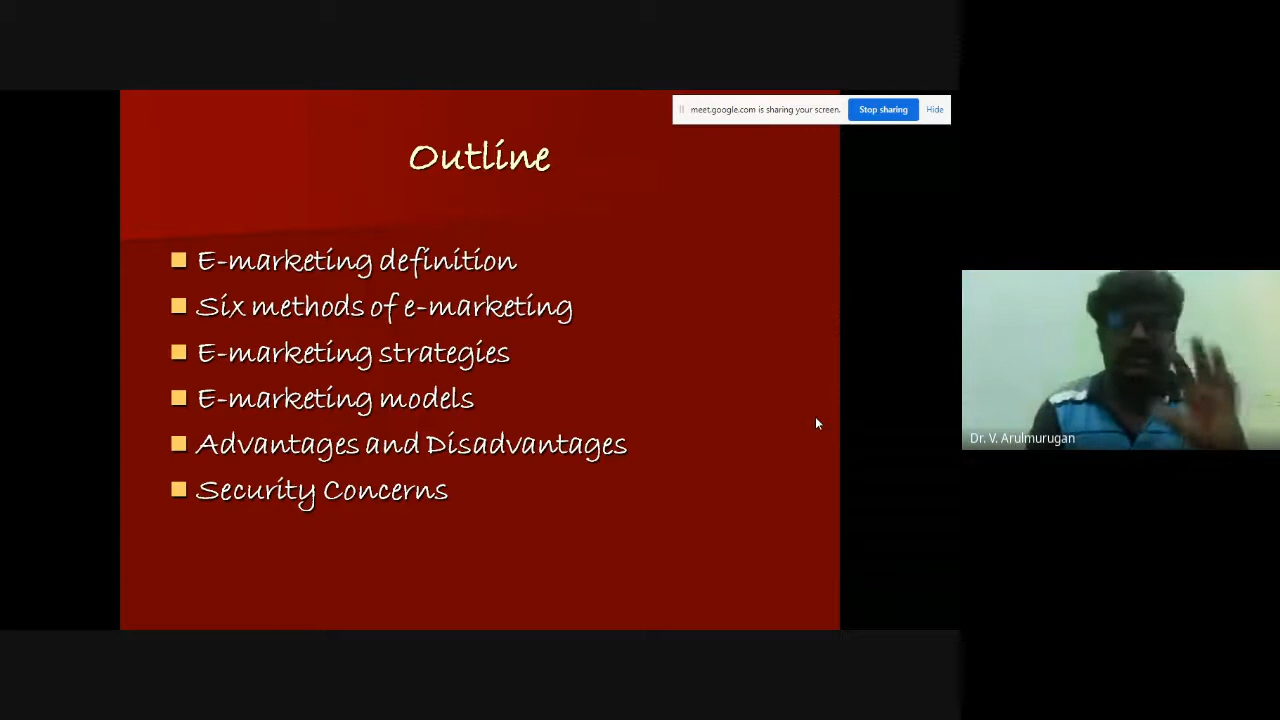 meet.google.com is sharing your screen. Stop sharing Hide
Outline
E-marketing definition
Six methods of e-marketing
E-marketing strategies
E-marketing models
Advantages and Disadvantages
Security Concerns
Dr. V. Arulmurugan